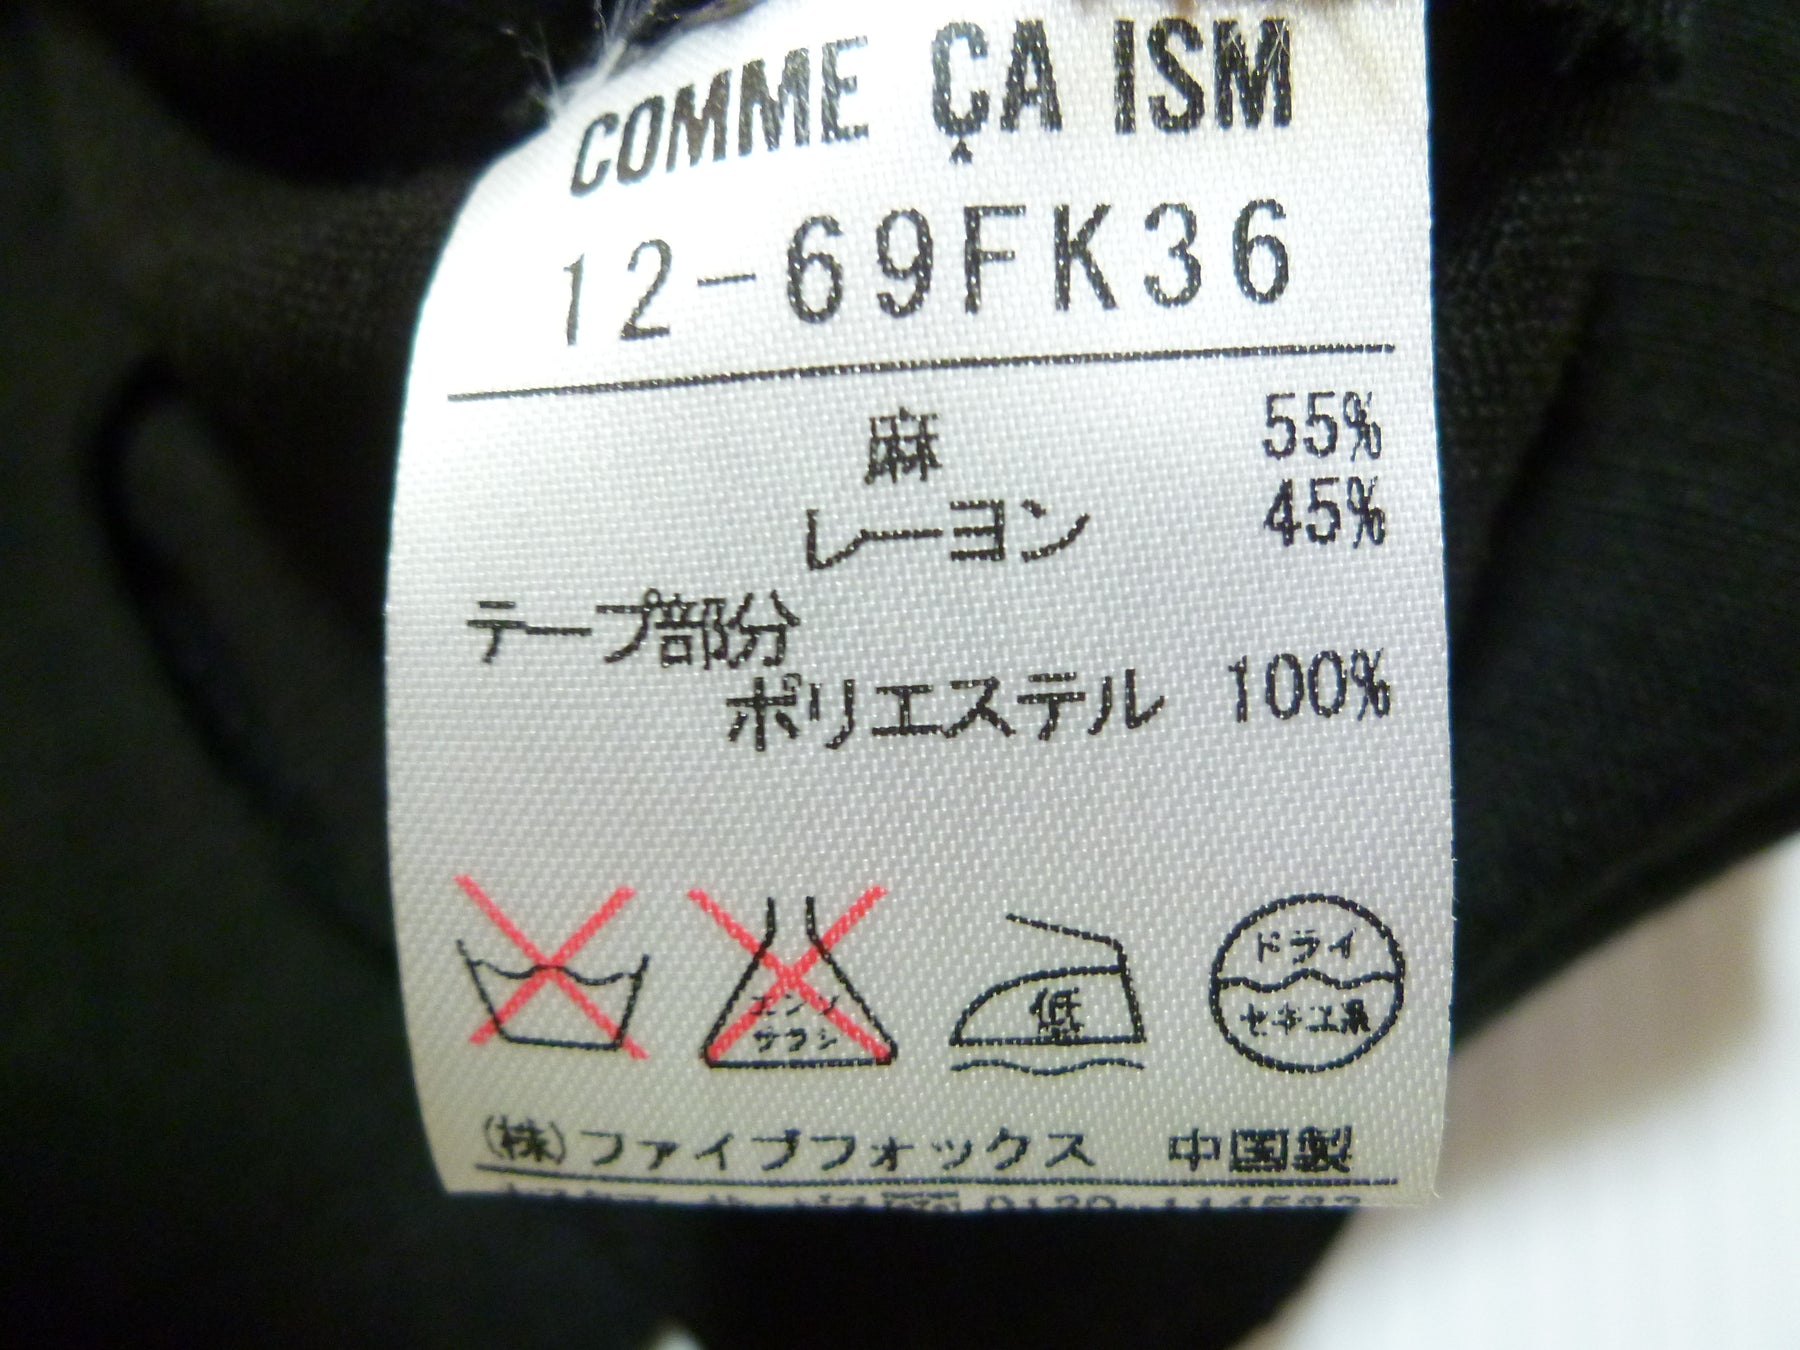 COMME ÇA ISM
12-69FK36
麻 55%
レーヨン 45%
テープ部分
ポリエステル 100%
エンソ
サラシ
低
ドライ
セキユ系
(株)ファイブフォックス 中国製